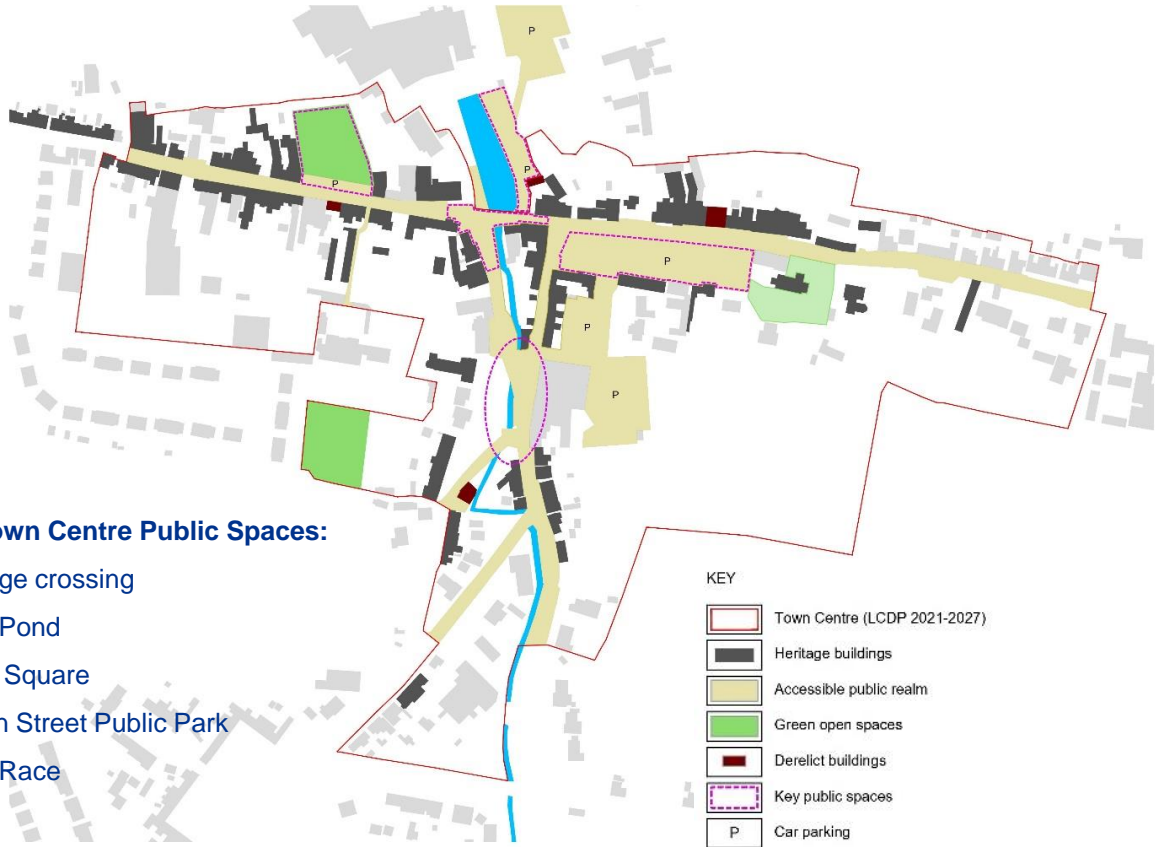 P
P
P
P
P
P
own Centre Public Spaces:
ge crossing
Pond
Square
n Street Public Park
Race
KEY
Town Centre (LCDP 2021-2027)
Heritage buildings
Accessible public realm
Green open spaces
Derelict buildings
Key public spaces
P Car parking